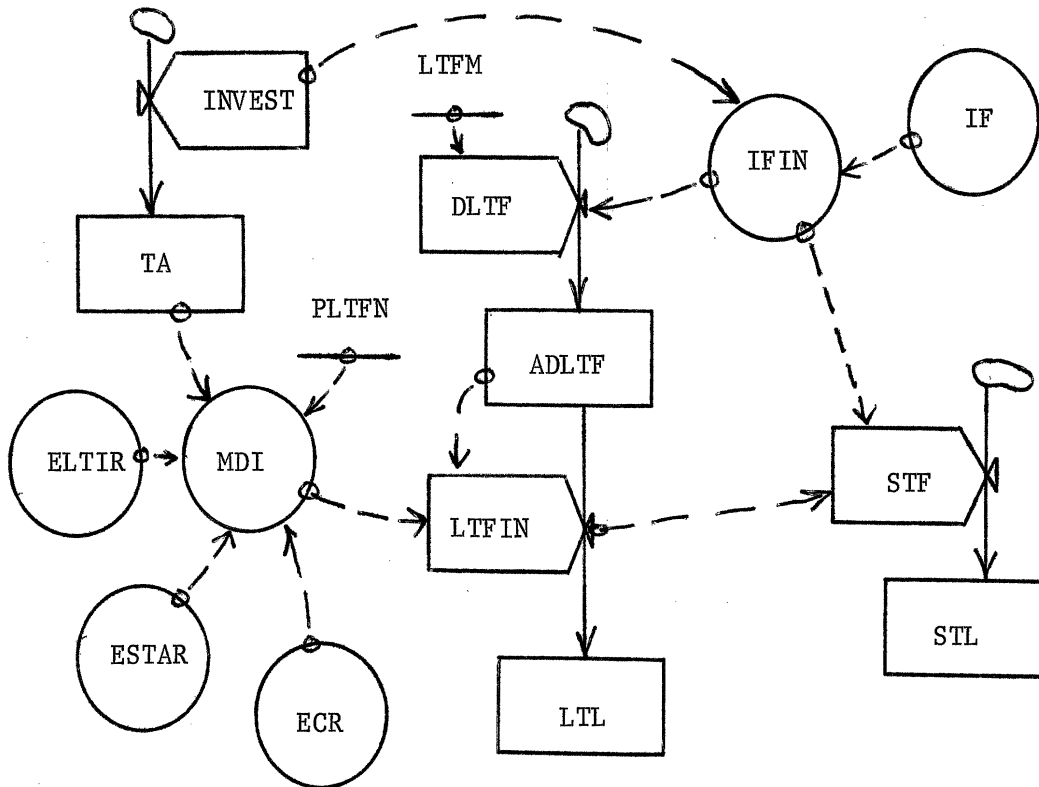 LTFM
INVEST
IF
IFIN
DLTF
TA
PLTFN
ADLTF
ELTIR
MDI
STF
LTFIN
ESTAR
STL
ECR
LTL